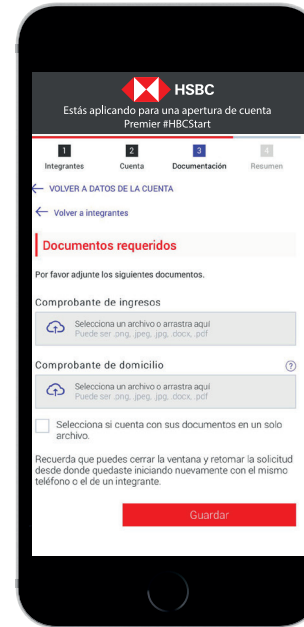 HSBC
Estás aplicando para una apertura de cuenta
Premier #HBCStart
1 2 3 4
Integrantes Cuenta Documentación Resumen
VOLVER A DATOS DE LA CUENTA
Volver a integrantes
Documentos requeridos
Por favor adjunte los siguientes documentos.
Comprobante de ingresos
Selecciona un archivo o arrastra aquí
Puede ser .png, .jpeg, .jpg, .docx, .pdf
Comprobante de domicilio ?
Selecciona un archivo o arrastra aquí
Puede ser .png, .jpeg, .jpg, .docx, .pdf
Selecciona si cuenta con sus documentos en un solo
archivo.
Recuerda que puedes cerrar la ventana y retomar la solicitud
desde donde quedaste iniciando nuevamente con el mismo
teléfono o el de un integrante.
Guardar